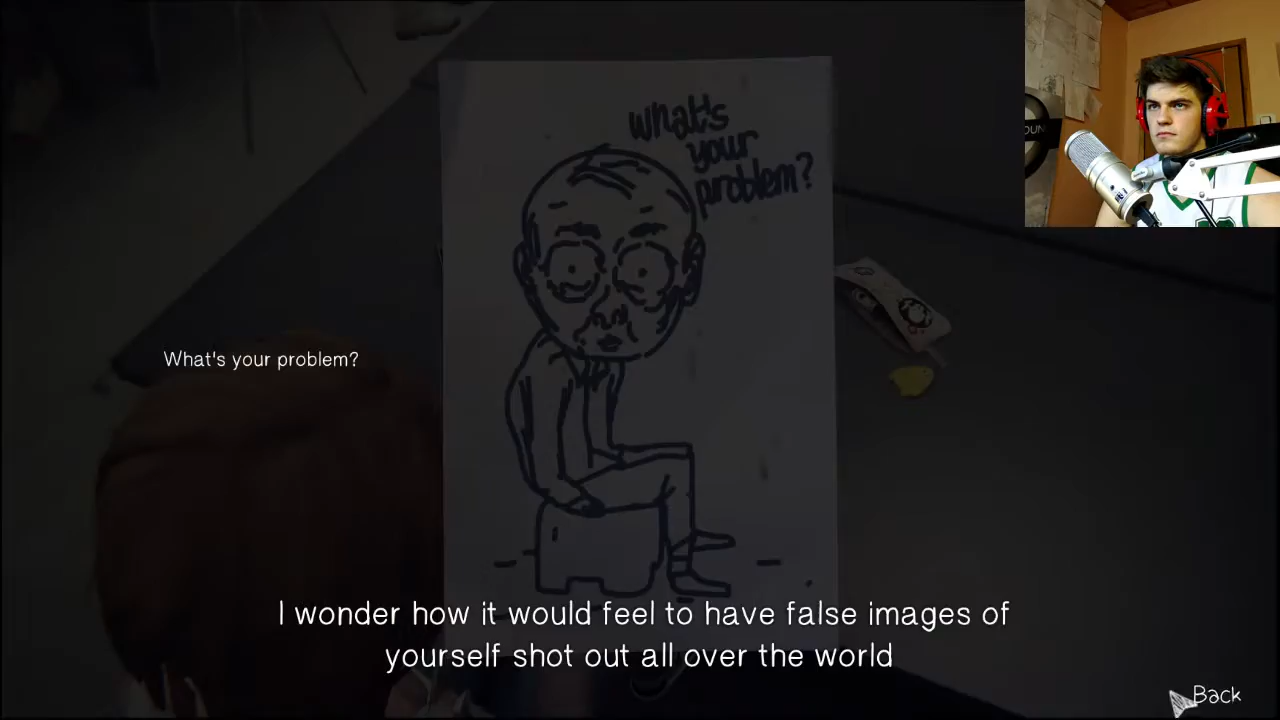 what's
your
problem?
What's your problem?
I wonder how it would feel to have false images of
yourself shot out all over the world
Back